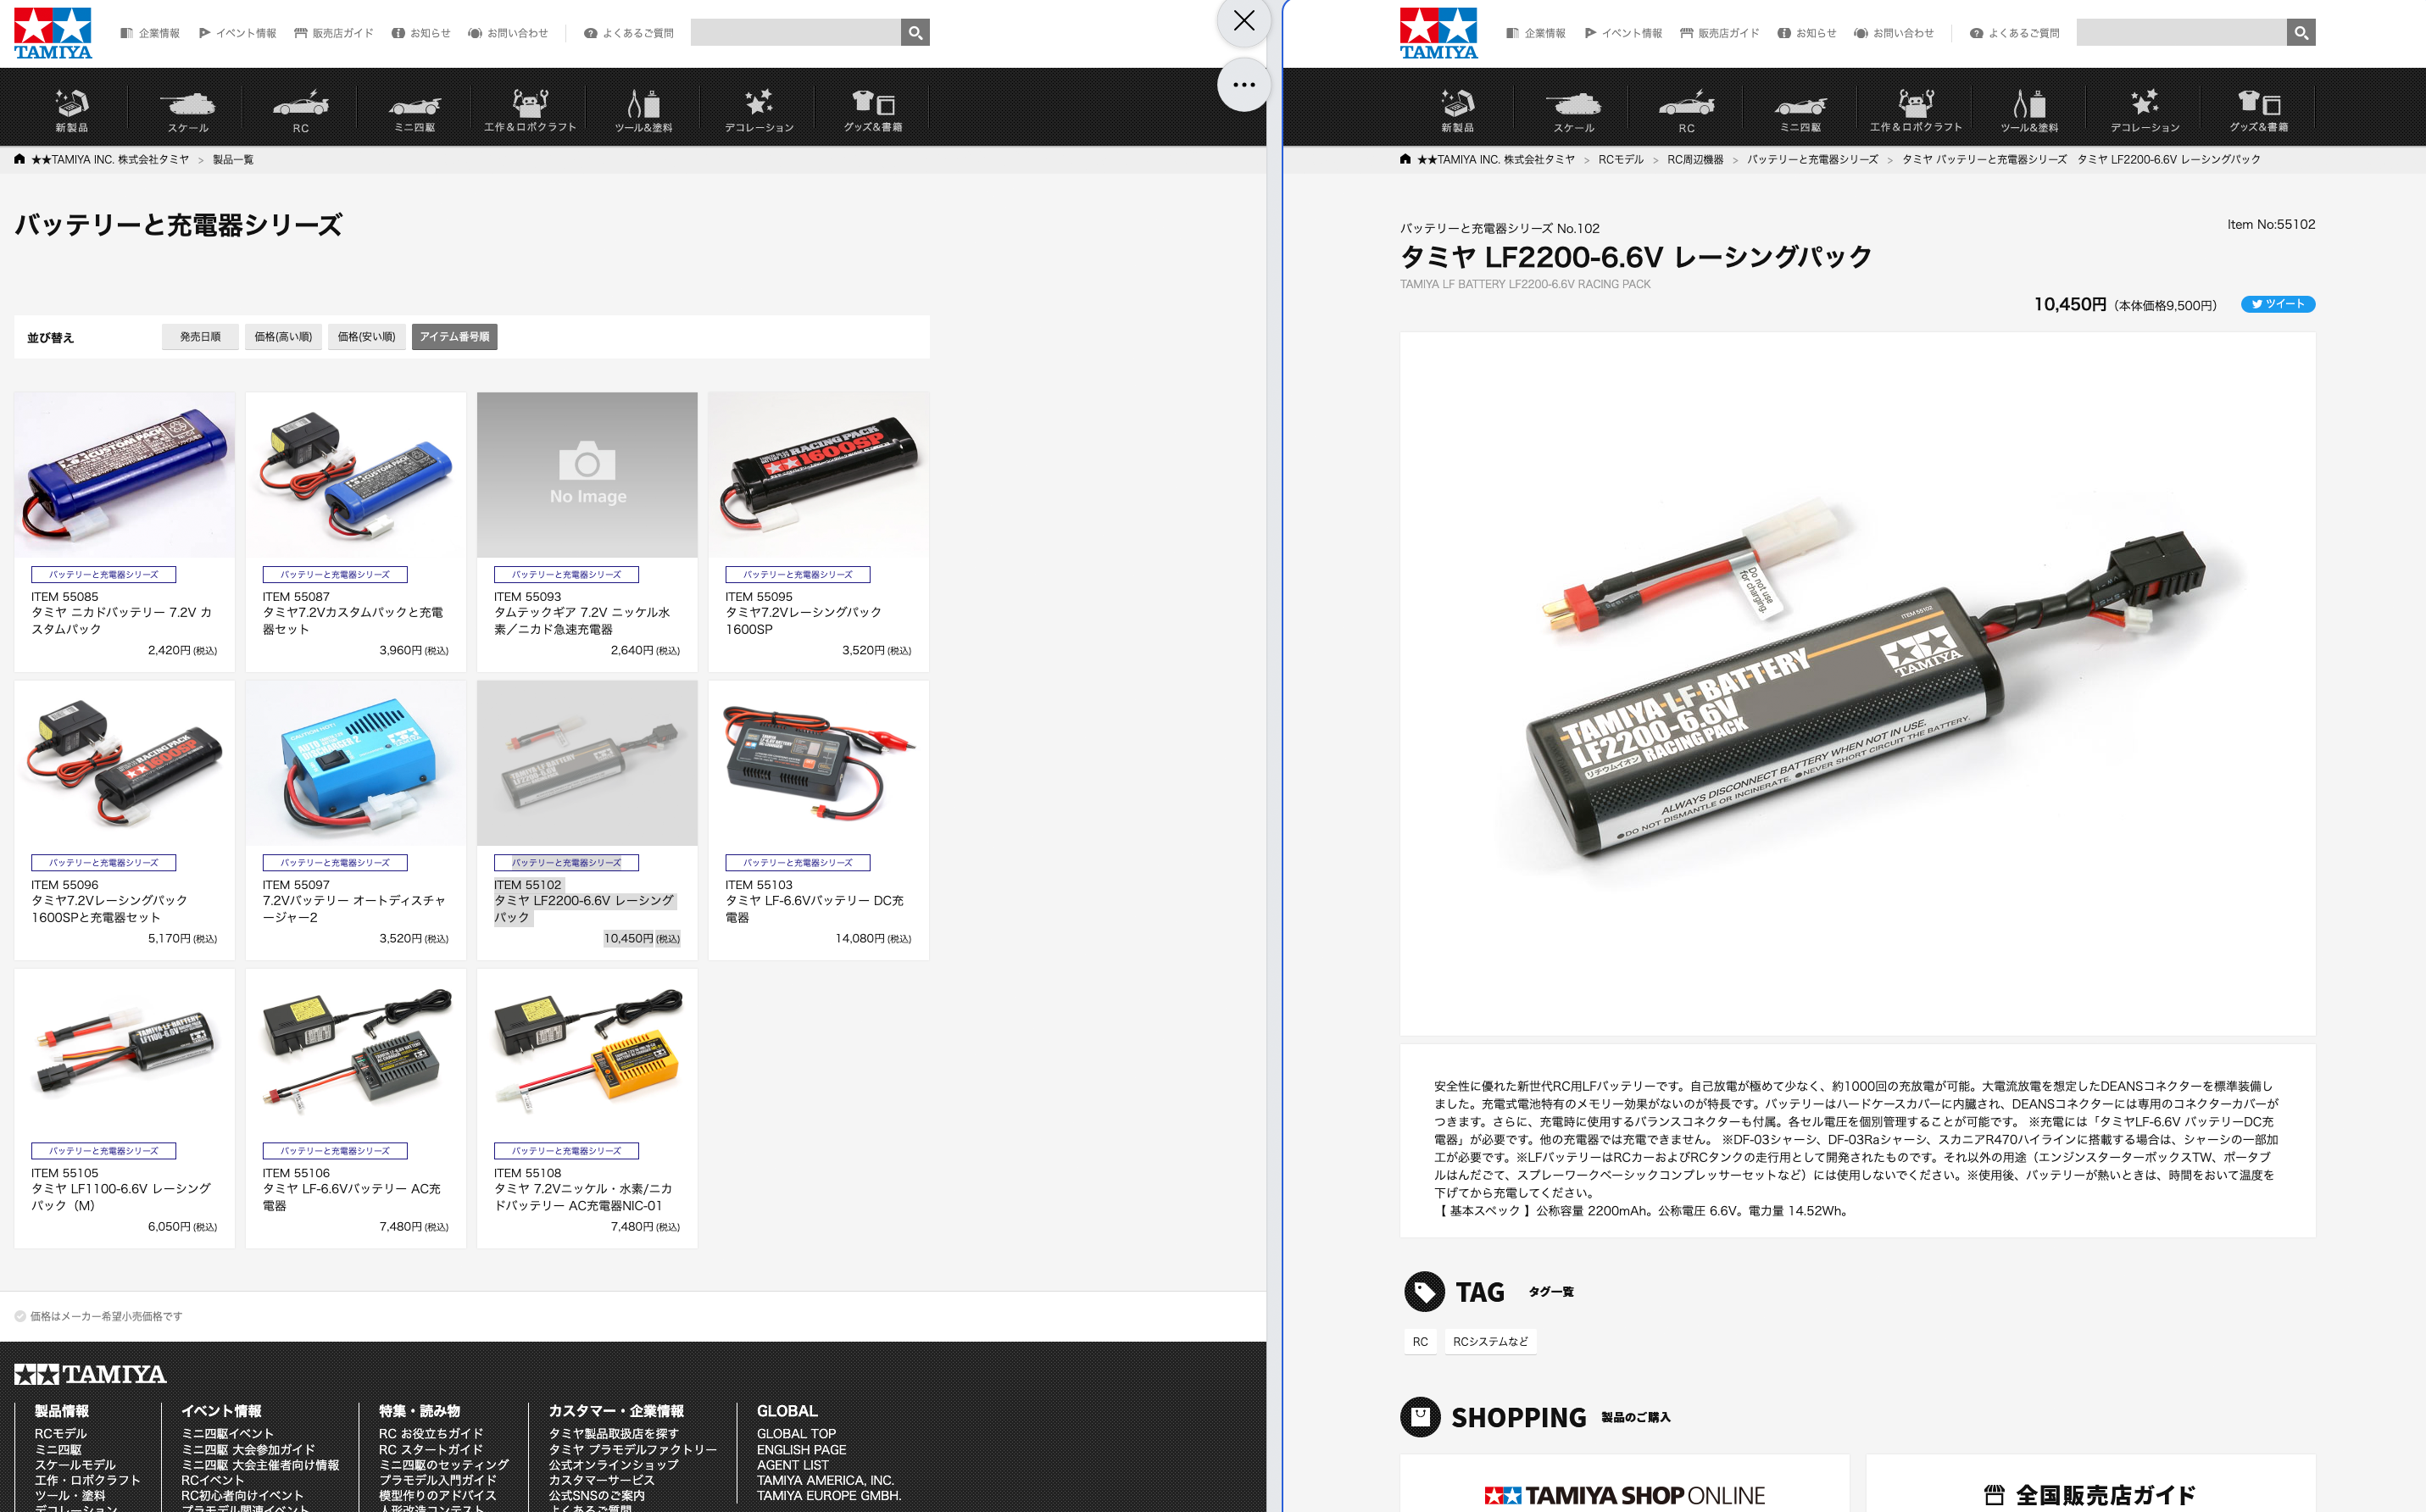 TAMIYA
企業情報
イベント情報
販売店ガイド
お知らせ
お問い合わせ
よくあるご質問
新製品
スケール
RC
ミニ四駆
工作&ロボクラフト
ツール&塗料
デコレーション
グッズ&書籍
★★TAMIYA INC. 株式会社タミヤ > 製品一覧
バッテリーと充電器シリーズ
並び替え
発売日順
価格(高い順)
価格(安い順)
アイテム番号順
No Image
RACING PACK
1600SP
バッテリーと充電器シリーズ
ITEM 55085
タミヤ ニカドバッテリー 7.2V カ
スタムパック
2,420円 (税込)
バッテリーと充電器シリーズ
ITEM 55087
タミヤ7.2Vカスタムパックと充電
器セット
3,960円 (税込)
バッテリーと充電器シリーズ
ITEM 55093
タムテックギア 7.2V ニッケル水
素／ニカド急速充電器
2,640円 (税込)
バッテリーと充電器シリーズ
ITEM 55095
タミヤ7.2Vレーシングパック
1600SP
3,520円 (税込)
バッテリーと充電器シリーズ
ITEM 55096
タミヤ7.2Vレーシングパック
1600SPと充電器セット
5,170円 (税込)
バッテリーと充電器シリーズ
ITEM 55097
7.2Vバッテリー オートディスチャ
ージャー2
3,520円 (税込)
バッテリーと充電器シリーズ
ITEM 55102
タミヤ LF2200-6.6V レーシング
パック
10,450円 (税込)
バッテリーと充電器シリーズ
ITEM 55103
タミヤ LF-6.6Vバッテリー DC充
電器
14,080円 (税込)
バッテリーと充電器シリーズ
ITEM 55105
タミヤ LF1100-6.6V レーシング
パック（M）
6,050円 (税込)
バッテリーと充電器シリーズ
ITEM 55106
タミヤ LF-6.6Vバッテリー AC充
電器
7,480円 (税込)
バッテリーと充電器シリーズ
ITEM 55108
タミヤ 7.2Vニッケル・水素/ニカ
ドバッテリー AC充電器NIC-01
7,480円 (税込)
価格はメーカー希望小売価格です
TAMIYA
製品情報
RCモデル
ミニ四駆
スケールモデル
工作・ロボクラフト
ツール・塗料
デコレーション
イベント情報
ミニ四駆イベント
ミニ四駆 大会参加ガイド
ミニ四駆 大会主催者向け情報
RCイベント
RC初心者向けイベント
プラモデル関連イベント
特集・読み物
RC お役立ちガイド
RC スタートガイド
ミニ四駆のセッティング
プラモデル入門ガイド
模型作りのアドバイス
人形改造コンテスト
カスタマー・企業情報
タミヤ製品取扱店を探す
タミヤ プラモデルファクトリー
公式オンラインショップ
カスタマーサービス
公式SNSのご案内
よくあるご質問
GLOBAL
GLOBAL TOP
ENGLISH PAGE
AGENT LIST
TAMIYA AMERICA, INC.
TAMIYA EUROPE GMBH.
TAMIYA
企業情報
イベント情報
販売店ガイド
お知らせ
お問い合わせ
よくあるご質問
新製品
スケール
RC
ミニ四駆
工作&ロボクラフト
ツール&塗料
デコレーション
グッズ&書籍
★★TAMIYA INC. 株式会社タミヤ > RCモデル > RC周辺機器 > バッテリーと充電器シリーズ > タミヤ バッテリーと充電器シリーズ　タミヤ LF2200-6.6V レーシングパック
バッテリーと充電器シリーズ No.102
Item No:55102
タミヤ LF2200-6.6V レーシングパック
TAMIYA LF BATTERY LF2200-6.6V RACING PACK
10,450円（本体価格9,500円）
ツイート
Do not use
for charging.
ITEM 55102
TAMIYA
TAMIYA LF BATTERY
LF2200-6.6V
リチウムイオン RACING PACK
ALWAYS DISCONNECT BATTERY WHEN NOT IN USE.
●DO NOT DISMANTLE OR INCINERATE. ●NEVER SHORT CIRCUIT THE BATTERY.
安全性に優れた新世代RC用LFバッテリーです。自己放電が極めて少なく、約1000回の充放電が可能。大電流放電を想定したDEANSコネクターを標準装備し
ました。充電式電池特有のメモリー効果がないのが特長です。バッテリーはハードケースカバーに内臓され、DEANSコネクターには専用のコネクターカバーが
つきます。さらに、充電時に使用するバランスコネクターも付属。各セル電圧を個別管理することが可能です。 ※充電には「タミヤLF-6.6V バッテリーDC充
電器」が必要です。他の充電器では充電できません。 ※DF-03シャーシ、DF-03Raシャーシ、スカニアR470ハイラインに搭載する場合は、シャーシの一部加
工が必要です。※LFバッテリーはRCカーおよびRCタンクの走行用として開発されたものです。それ以外の用途（エンジンスターターボックスTW、ポータブ
ルはんだごて、スプレーワークベーシックコンプレッサーセットなど）には使用しないでください。※使用後、バッテリーが熱いときは、時間をおいて温度を
下げてから充電してください。
【 基本スペック 】公称容量 2200mAh。公称電圧 6.6V。電力量 14.52Wh。
TAG タグ一覧
RC
RCシステムなど
SHOPPING 製品のご購入
TAMIYA SHOP ONLINE
全国販売店ガイド